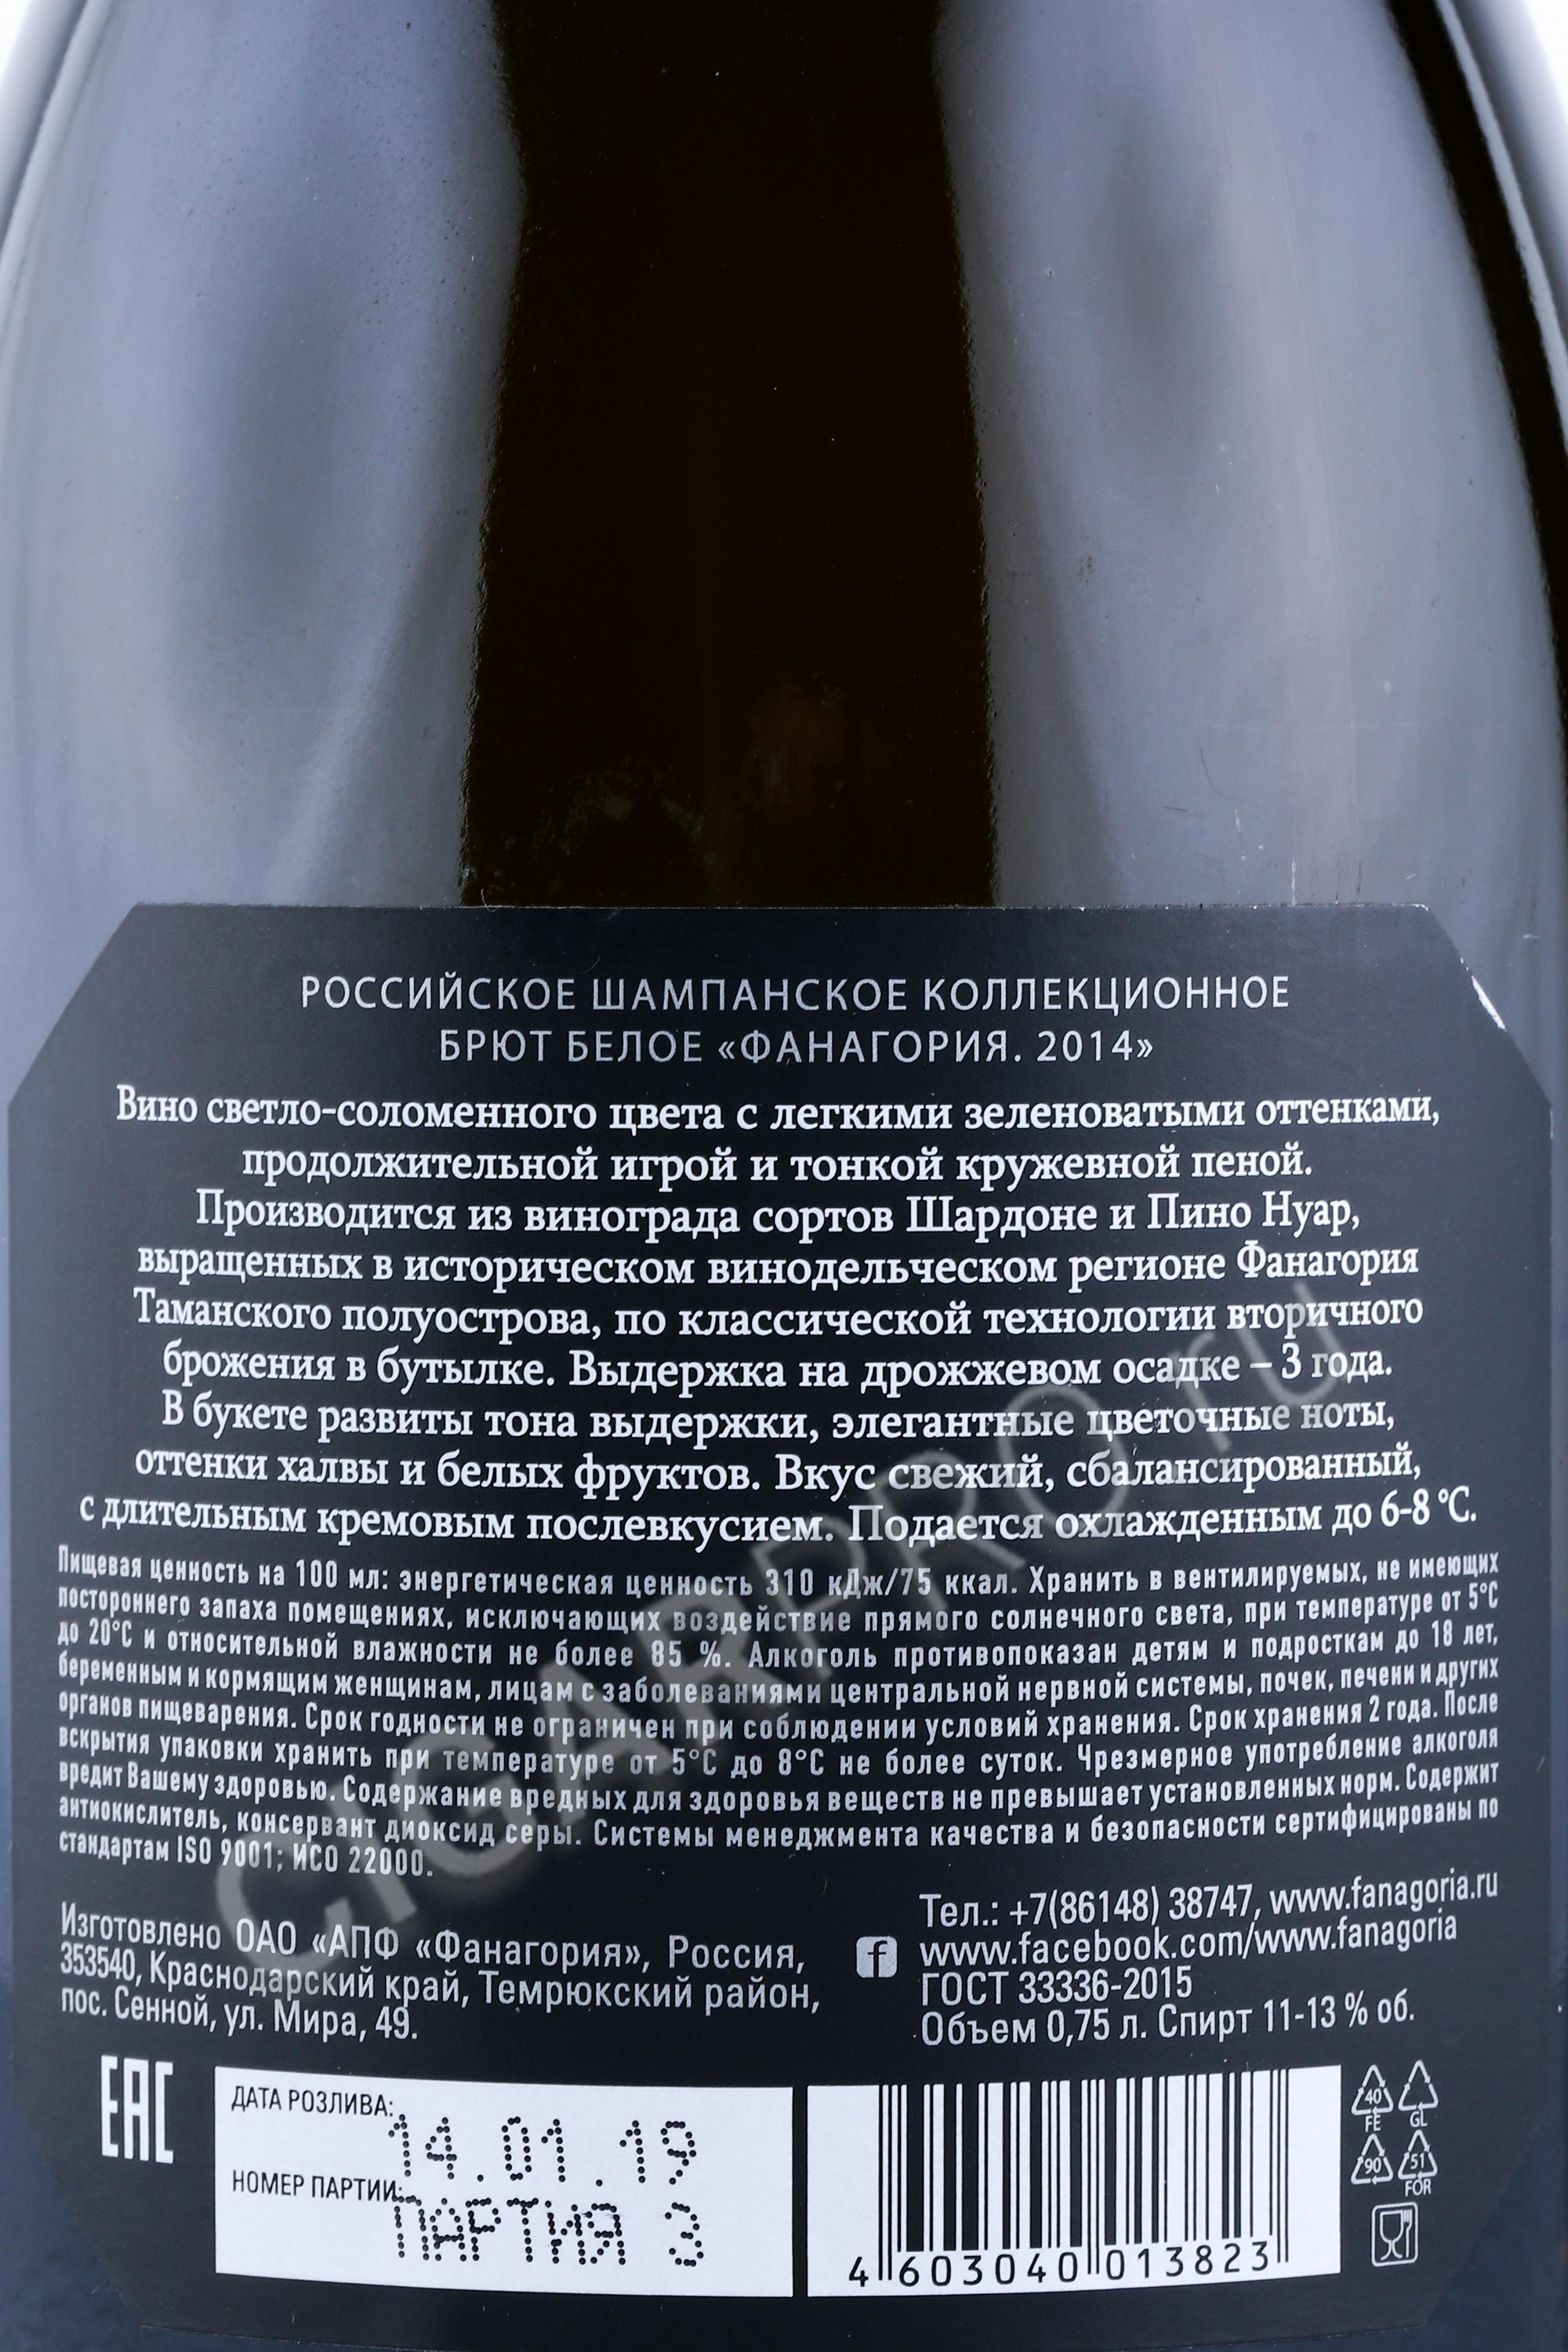 РОССИЙСКОЕ ШАМПАНСКОЕ КОЛЛЕКЦИОННОЕ
БРЮТ БЕЛОЕ «ФАНАГОРИЯ. 2014»
Вино светло-соломенного цвета с легкими зеленоватыми оттенками,
продолжительной игрой и тонкой кружевной пеной.
Производится из винограда сортов Шардоне и Пино Нуар,
выращенных в историческом винодельческом регионе Фанагория
Таманского полуострова, по классической технологии вторичного
брожения в бутылке. Выдержка на дрожжевом осадке – 3 года.
В букете развиты тона выдержки, элегантные цветочные ноты,
оттенки халвы и белых фруктов. Вкус свежий, сбалансированный,
с длительным кремовым послевкусием. Подается охлажденным до 6-8 °С.
Пищевая ценность на 100 мл: энергетическая ценность 310 кДж/75 ккал. Хранить в вентилируемых, не имеющих
постороннего запаха помещениях, исключающих воздействие прямого солнечного света, при температуре от 5°С
до 20°С и относительной влажности не более 85 %. Алкоголь противопоказан детям и подросткам до 18 лет,
беременным и кормящим женщинам, лицам с заболеваниями центральной нервной системы, почек, печени и других
органов пищеварения. Срок годности не ограничен при соблюдении условий хранения. Срок хранения 2 года. После
вскрытия упаковки хранить при температуре от 5°С до 8°С не более суток. Чрезмерное употребление алкоголя
вредит Вашему здоровью. Содержание вредных для здоровья веществ не превышает установленных норм. Содержит
антиокислитель, консервант диоксид серы. Системы менеджмента качества и безопасности сертифицированы по
стандартам ISO 9001; ИСО 22000.
Изготовлено ОАО «АПФ «Фанагория», Россия,
353540, Краснодарский край, Темрюкский район,
пос. Сенной, ул. Мира, 49.
Тел.: +7(86148) 38747, www.fanagoria.ru
f www.facebook.com/www.fanagoria
ГОСТ 33336-2015
Объем 0,75 л. Спирт 11-13 % об.
EAC
ДАТА РОЗЛИВА: 14.01.19
НОМЕР ПАРТИИ: ПАРТИЯ 3
4 603040 013823
40 FE
GL
90
51 FOR
CIGARPRO.ru